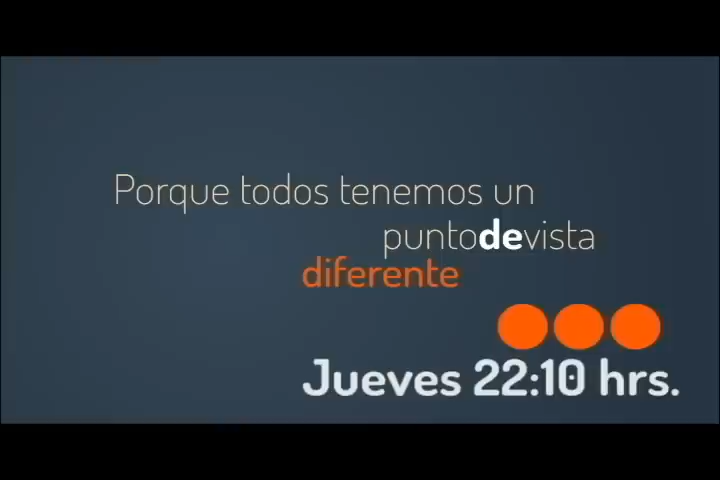 Porque todos tenemos un
puntodevista
diferente
Jueves 22:10 hrs.